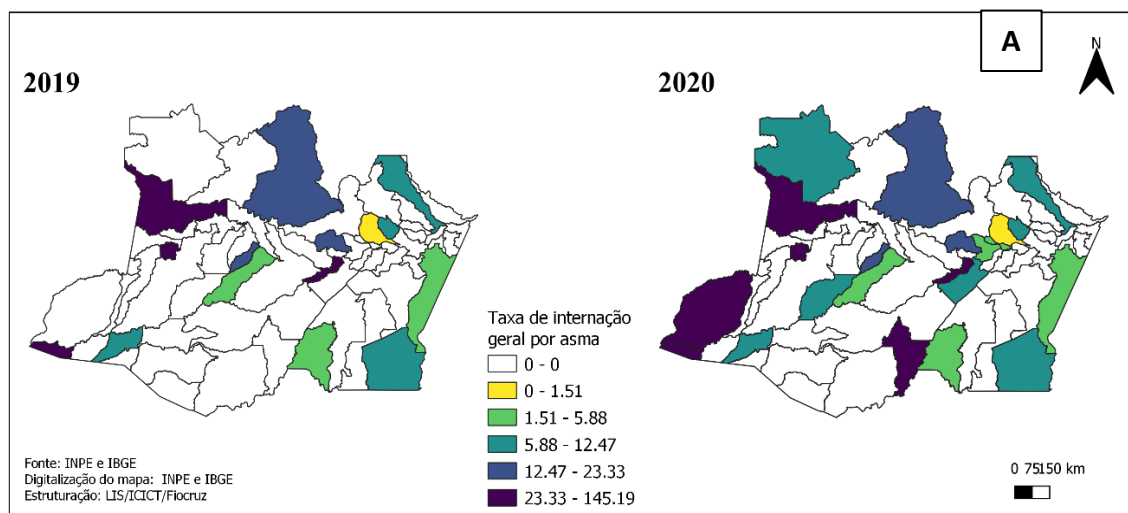 A
N
2019
2020
Taxa de internação
geral por asma
0 - 0
0 - 1.51
1.51 - 5.88
5.88 - 12.47
12.47 - 23.33
23.33 - 145.19
Fonte: INPE e IBGE
Digitalização do mapa:  INPE e IBGE
Estruturação: LIS/ICICT/Fiocruz
0 75150 km